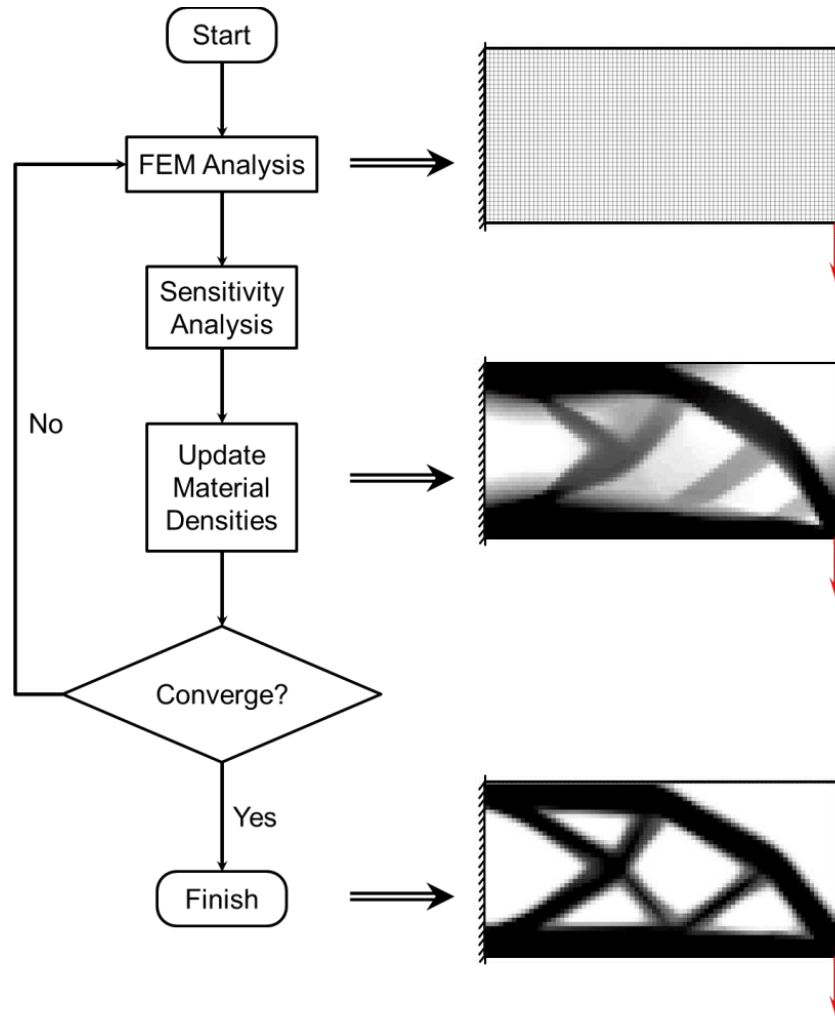 Start
FEM Analysis
Sensitivity
Analysis
No
Update
Material
Densities
Converge?
Yes
Finish